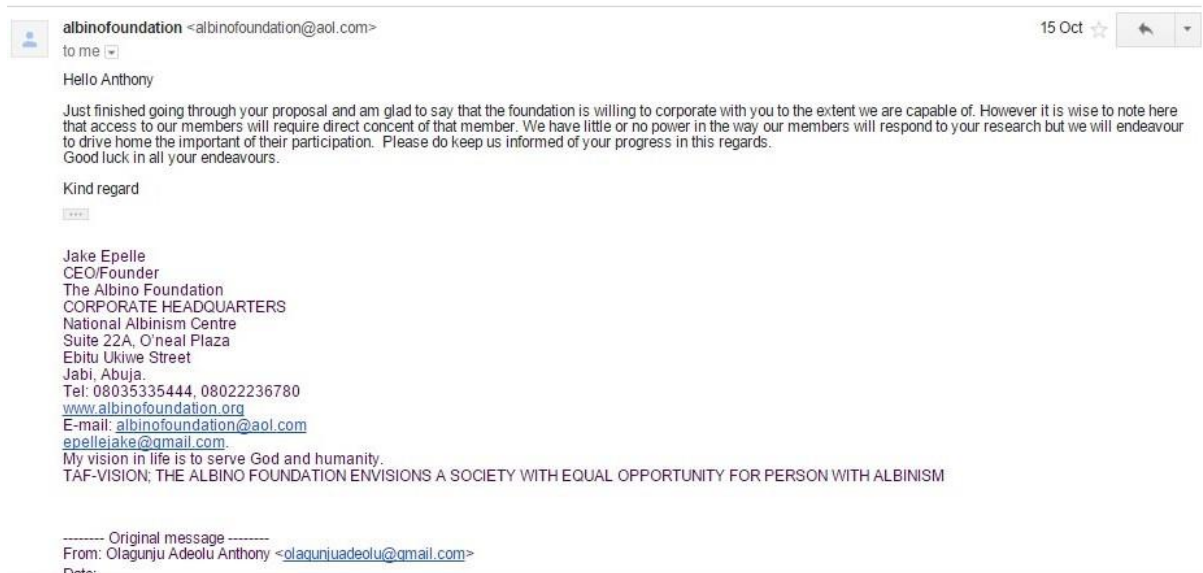 albinofoundation <albinofoundation@aol.com>
15 Oct
to me
Hello Anthony
Just finished going through your proposal and am glad to say that the foundation is willing to corporate with you to the extent we are capable of. However it is wise to note here
that access to our members will require direct concent of that member. We have little or no power in the way our members will respond to your research but we will endeavour
to drive home the important of their participation. Please do keep us informed of your progress in this regards.
Good luck in all your endeavours.
Kind regard
...
Jake Epelle
CEO/Founder
The Albino Foundation
CORPORATE HEADQUARTERS
National Albinism Centre
Suite 22A, O'neal Plaza
Ebitu Ukiwe Street
Jabi, Abuja.
Tel: 08035335444, 08022236780
www.albinofoundation.org
E-mail: albinofoundation@aol.com
epellejake@gmail.com.
My vision in life is to serve God and humanity.
TAF-VISION; THE ALBINO FOUNDATION ENVISIONS A SOCIETY WITH EQUAL OPPORTUNITY FOR PERSON WITH ALBINISM
-------- Original message --------
From: Olagunju Adeolu Anthony <olagunjuadeolu@gmail.com>
Date: